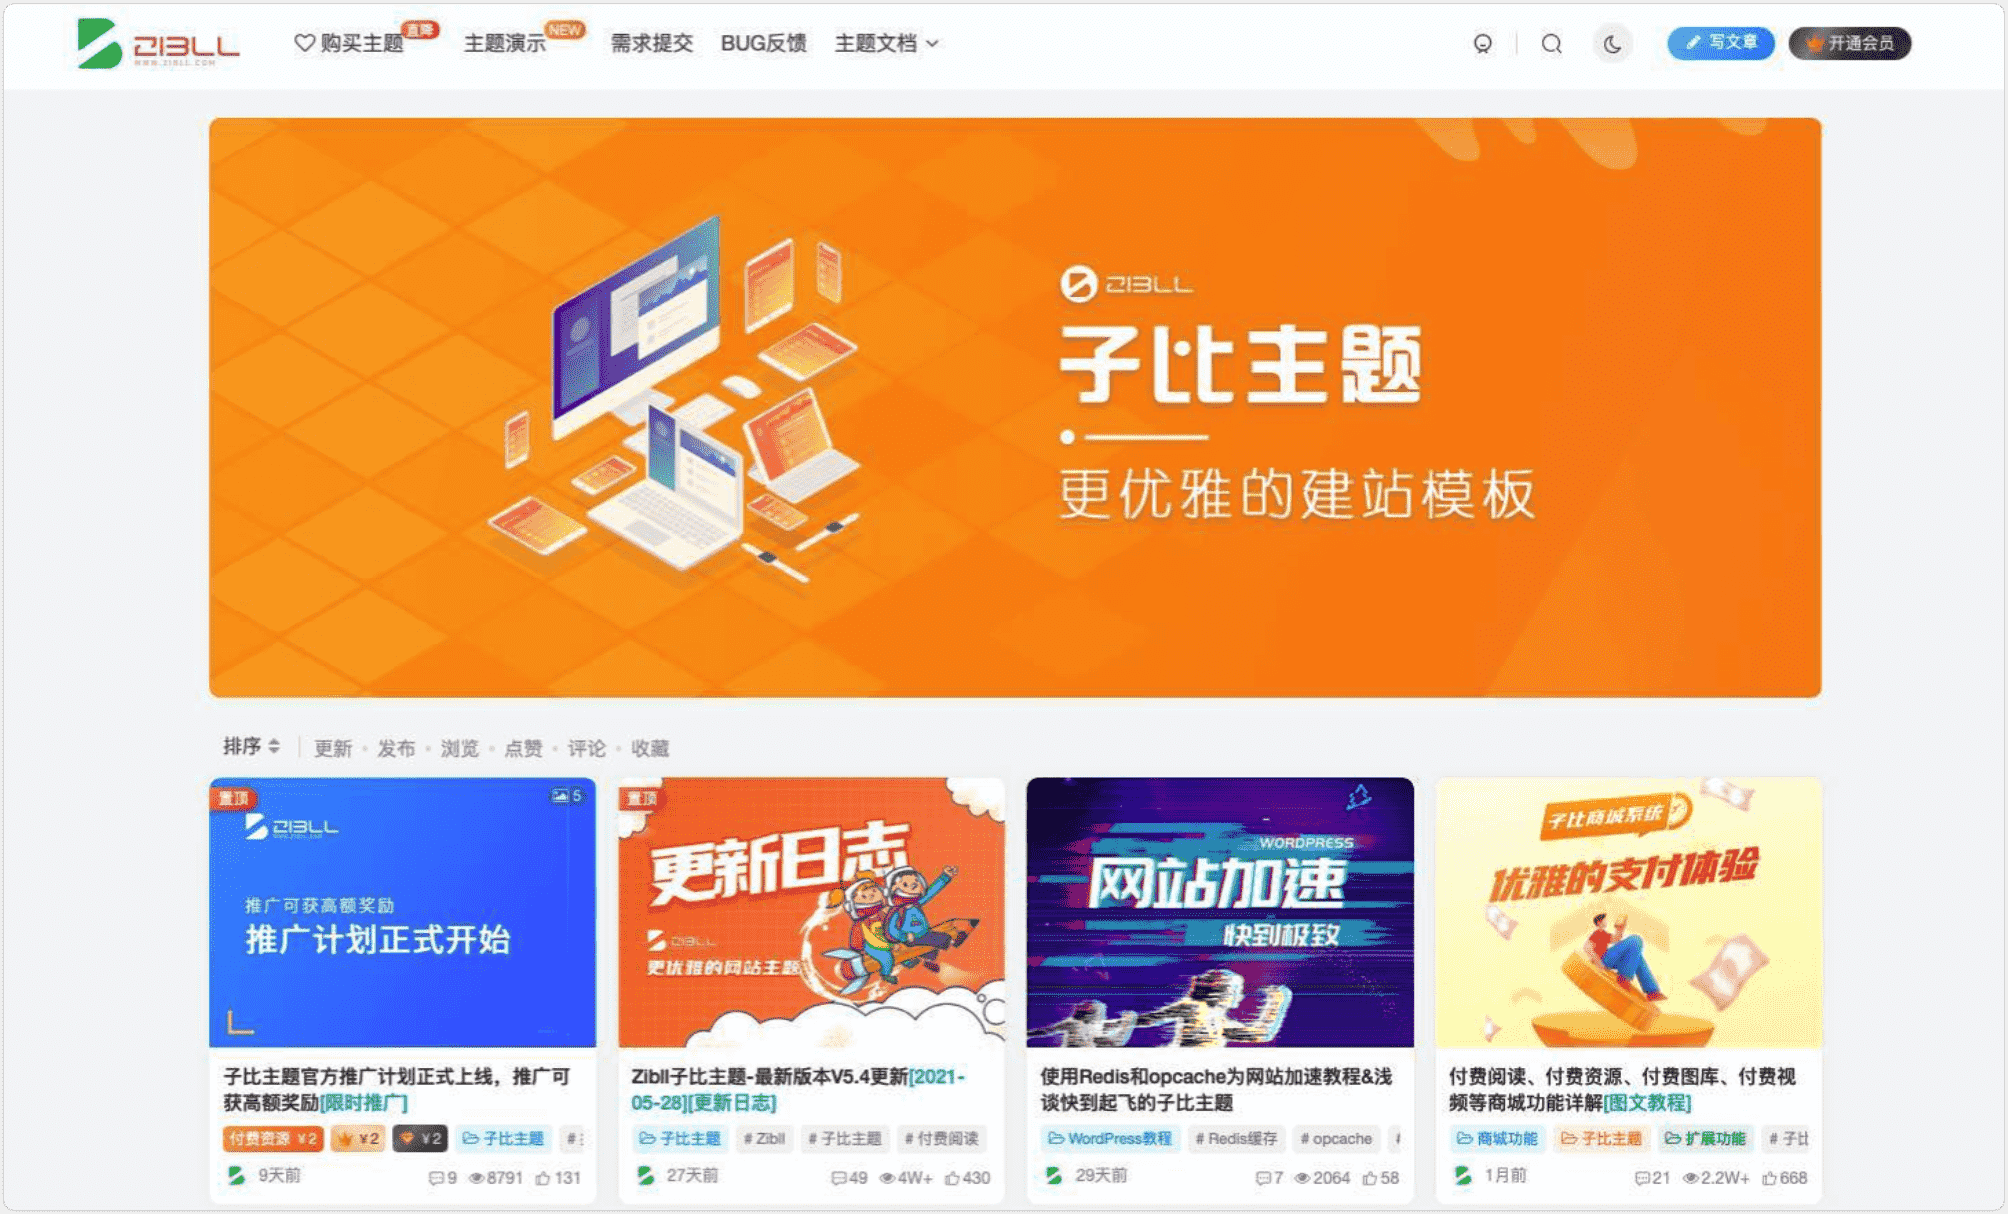 ZIBLL
WWW.ZIBLL.COM
购买主题 直降
主题演示 NEW
需求提交
BUG反馈
主题文档
写文章
开通会员
ZIBLL
子比主题
更优雅的建站模板
排序 更新 · 发布 · 浏览 · 点赞 · 评论 · 收藏
置顶
5
ZIBLL
推广可获高额奖励
推广计划正式开始
子比主题官方推广计划正式上线，推广可
获高额奖励[限时推广]
付费资源 ¥2 ¥2 ¥2 子比主题 #
9天前 9 8791 131
置顶
更新日志
ZIBLL
更优雅的网站主题
Zibll子比主题-最新版本V5.4更新[2021-
05-28][更新日志]
子比主题 # Zibll # 子比主题 # 付费阅读
27天前 49 4W+ 430
WORDPRESS
网站加速
快到极致
使用Redis和opcache为网站加速教程&浅
谈快到起飞的子比主题
WordPress教程 # Redis缓存 # opcache #
29天前 7 2064 58
子比商城系统
优雅的支付体验
付费阅读、付费资源、付费图库、付费视
频等商城功能详解[图文教程]
商城功能 子比主题 扩展功能 # 子比
1月前 21 2.2W+ 668